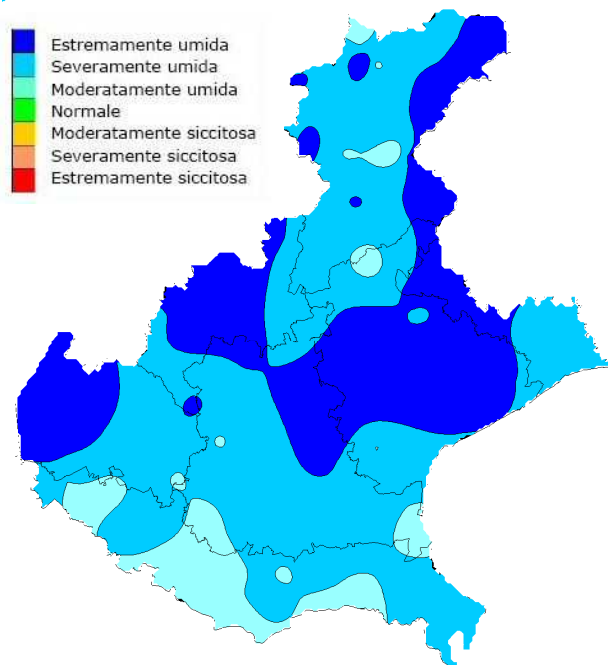 Estremamente umida
Severamente umida
Moderatamente umida
Normale
Moderatamente siccitosa
Severamente siccitosa
Estremamente siccitosa